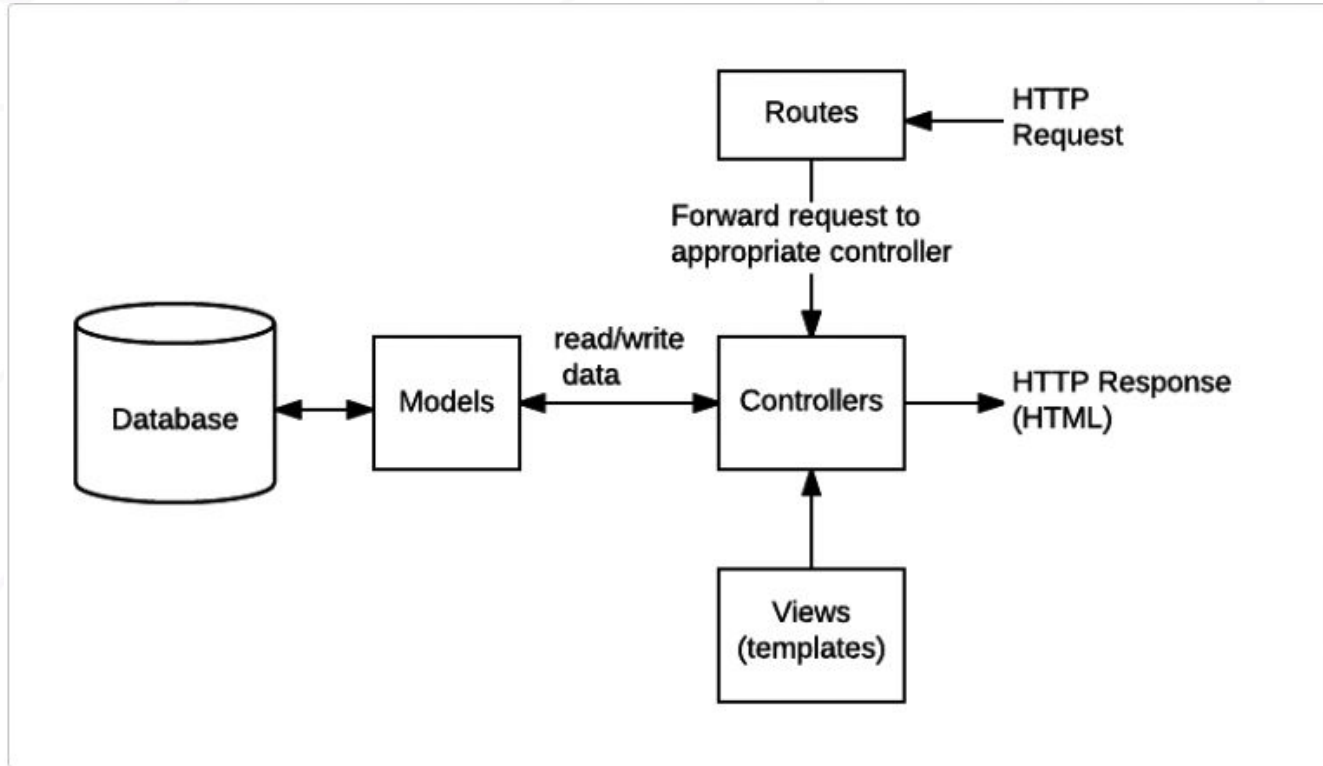 Routes
HTTP
Request
Forward request to
appropriate controller
Database
Models
read/write
data
Controllers
HTTP Response
(HTML)
Views
(templates)